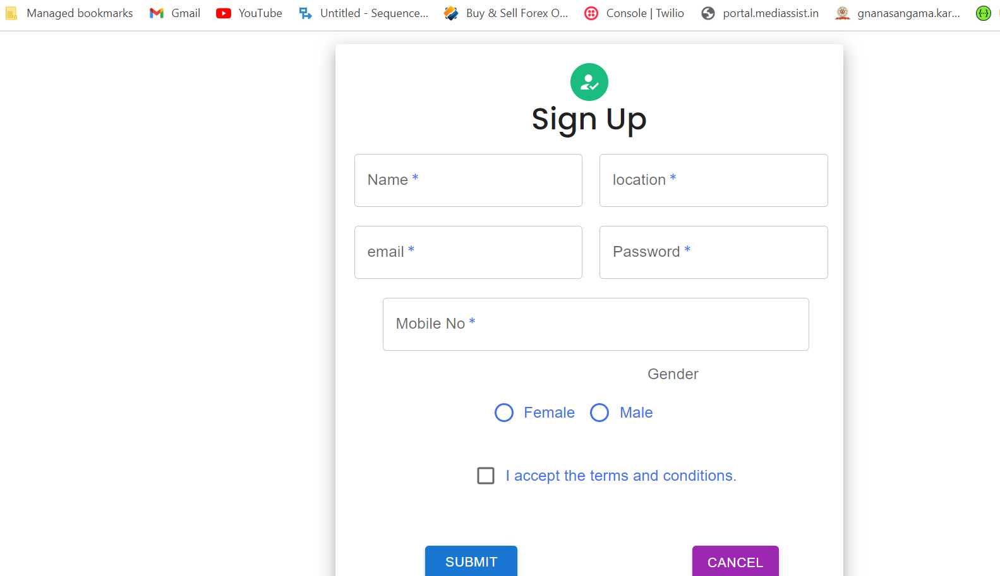 Managed bookmarks Gmail YouTube Untitled - Sequence... Buy & Sell Forex O... Console | Twilio portal.mediassist.in gnanasangama.kar... {··}
Sign Up
Name * location *
email * Password *
Mobile No *
Gender
Female Male
I accept the terms and conditions.
SUBMIT CANCEL